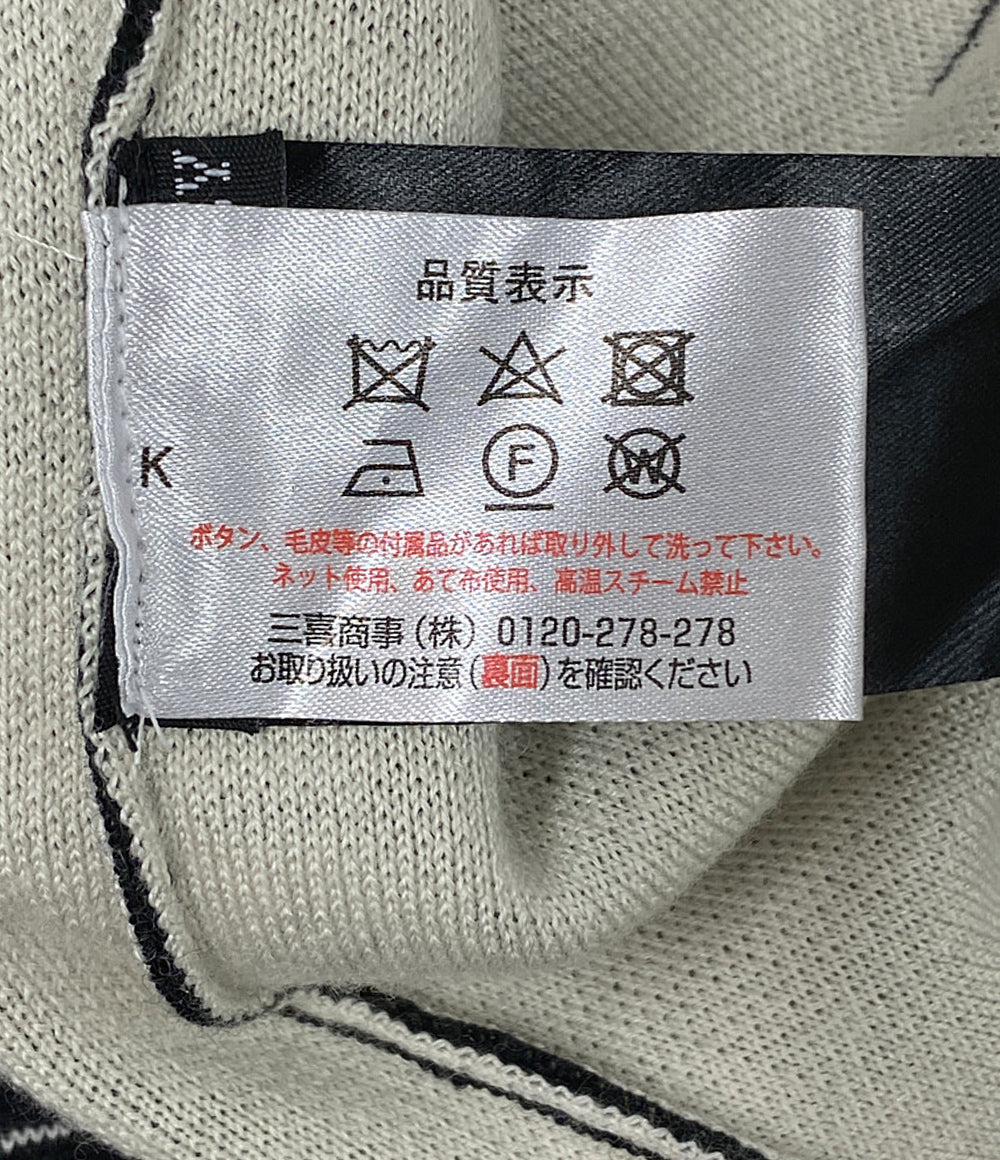 品質表示
F
W
K
ボタン、毛皮等の付属品があれば取り外して洗って下さい。
ネット使用、あて布使用、高温スチーム禁止
三喜商事(株) 0120-278-278
お取り扱いの注意(裏面)を確認ください